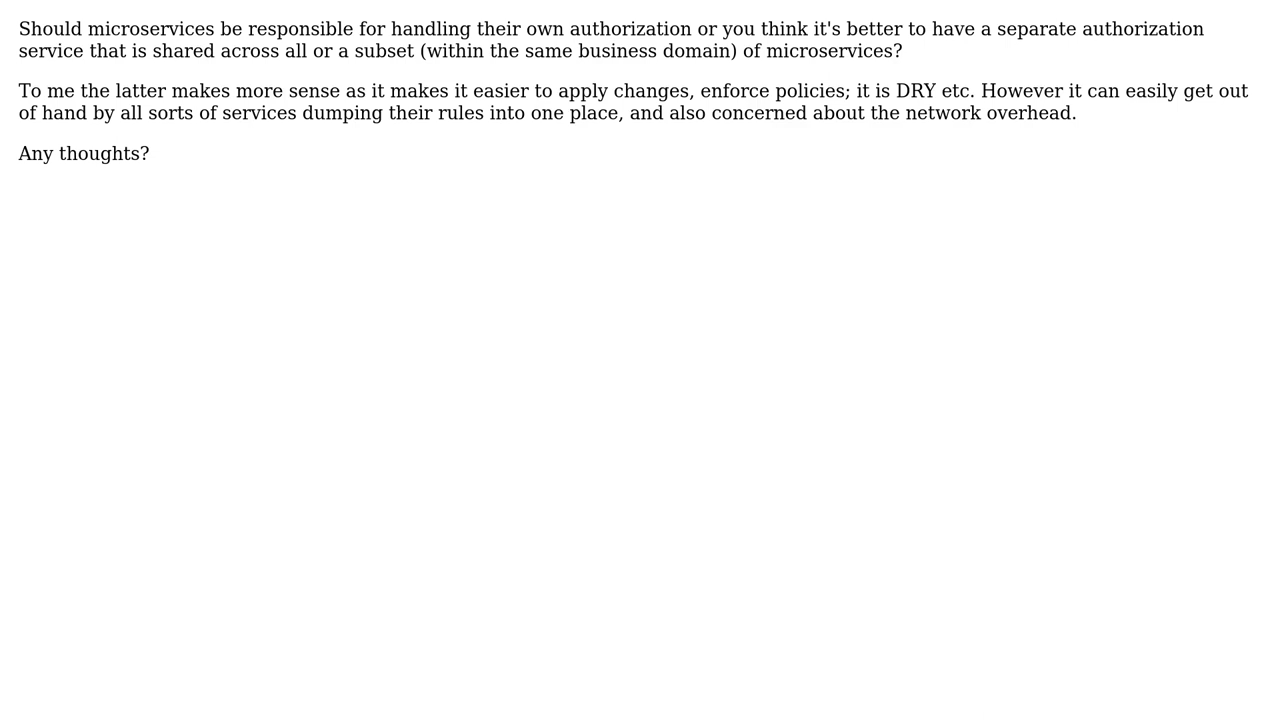 Should microservices be responsible for handling their own authorization or you think it's better to have a separate authorization
service that is shared across all or a subset (within the same business domain) of microservices?
To me the latter makes more sense as it makes it easier to apply changes, enforce policies; it is DRY etc. However it can easily get out
of hand by all sorts of services dumping their rules into one place, and also concerned about the network overhead.
Any thoughts?